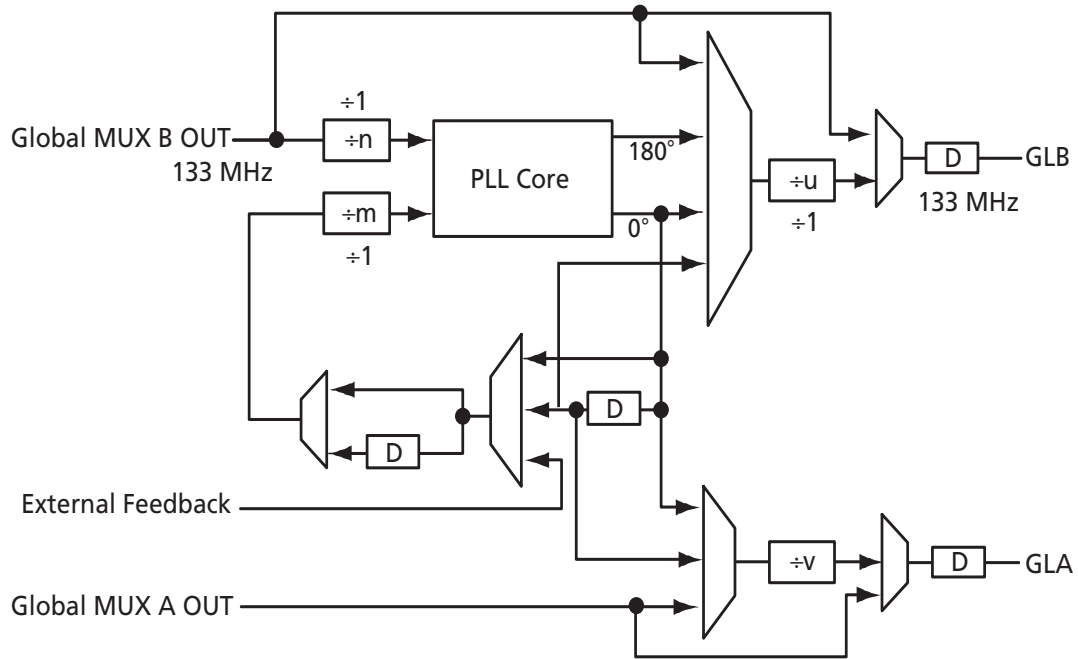 ÷1
Global MUX B OUT
133 MHz
÷n
PLL Core
180°
0°
÷m
÷1
÷u
÷1
D
GLB
133 MHz
D
D
External Feedback
Global MUX A OUT
÷v
D
GLA